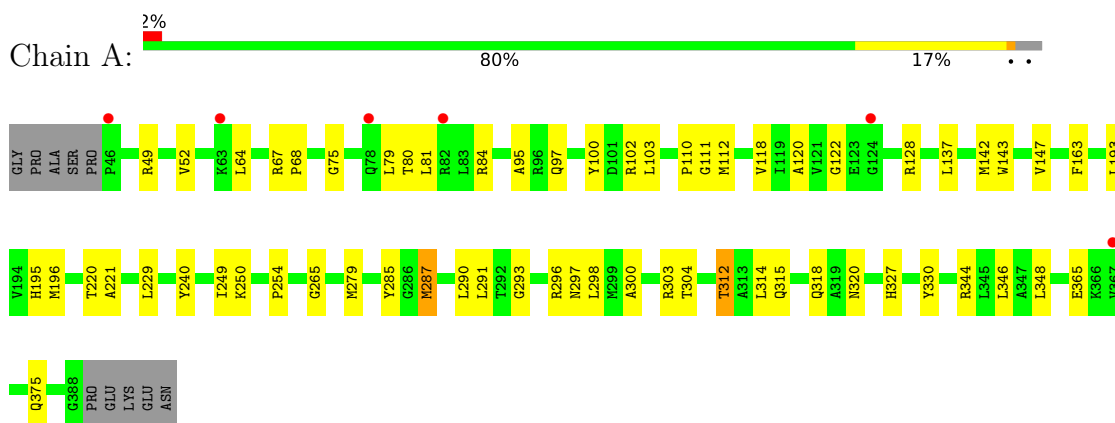 2%
Chain A:
80% 17% • •
GLY PRO ALA SER PRO P46 R49 V52 K63 L64 R67 P68 G75 Q78 L79 T80 L81 R82 L83 R84 A95 R96 Q97 Y100 D101 R102 L103 P110 G111 M112 V118 I119 A120 V121 G122 E123 G124 R128 L137 M142 W143 V147 F163
V194 H195 M196 T220 A221 L229 Y240 I249 K250 P254 G265 M279 Y285 G286 M287 L290 L291 T292 G293 R296 N297 L298 M299 A300 R303 T304 T312 A313 L314 Q315 Q318 A319 N320 H327 Y330 R344 L345 L346 A347 L348 E365 K366 V367
Q375 G388 PRO GLU LYS GLU ASN